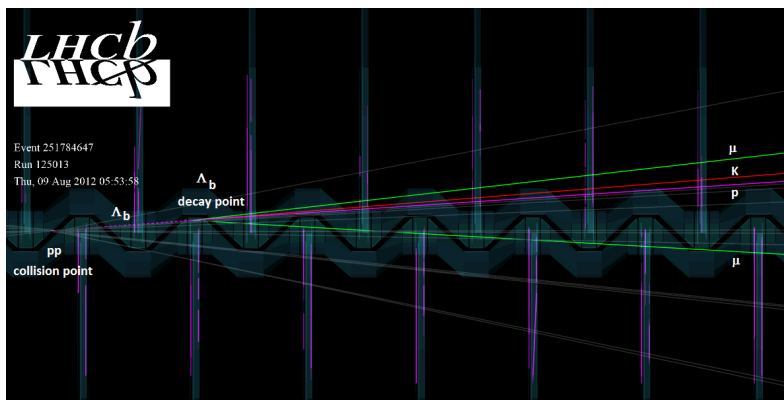 LHCb
Event 251784647
Run 125013
Thu, 09 Aug 2012 05:53:58
Λb
decay point
Λb
pp
collision point
μ
K
p
μ